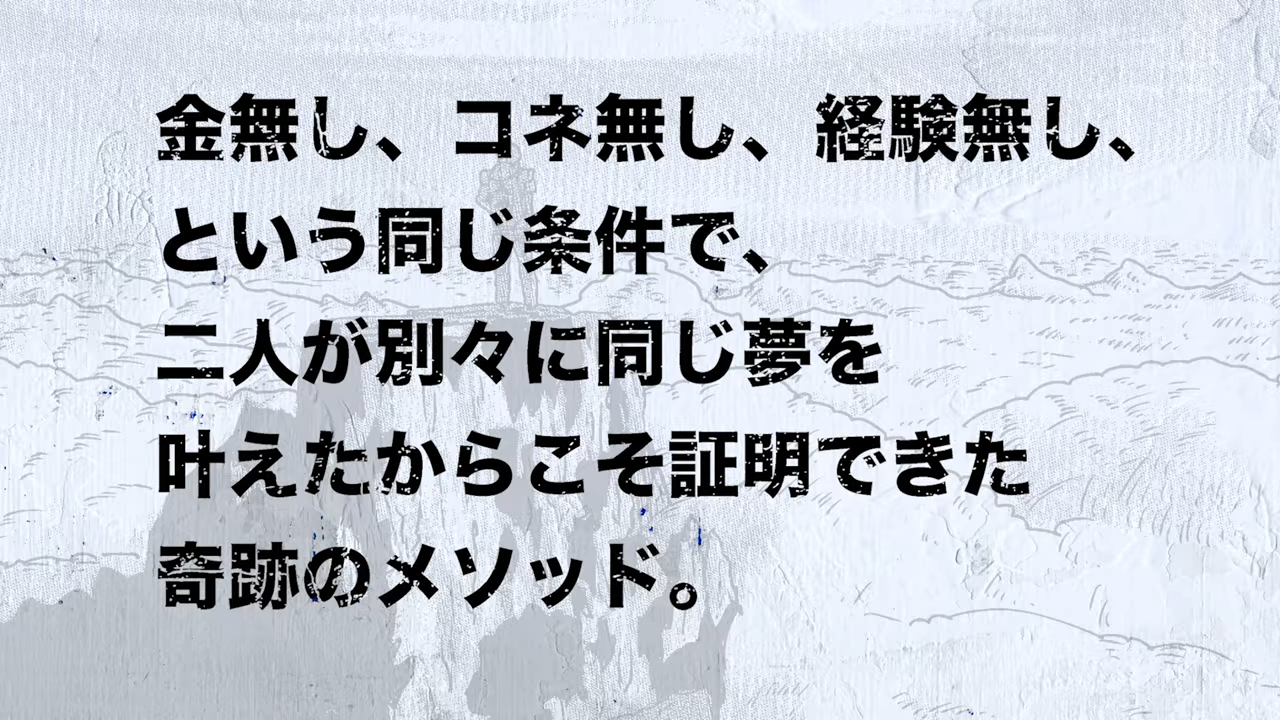 金無し、コネ無し、経験無し、
という同じ条件で、
二人が別々に同じ夢を
叶えたからこそ証明できた
奇跡のメソッド。